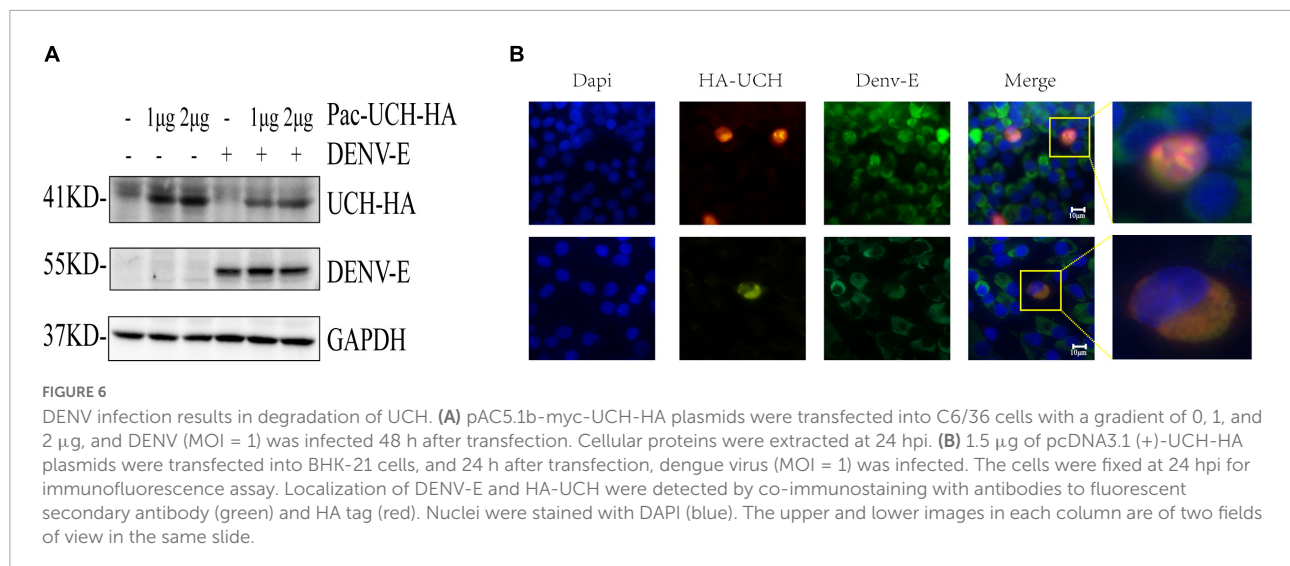 A
- 1µg 2µg - 1µg 2µg Pac-UCH-HA
- - - + + + DENV-E
41KD- UCH-HA
55KD- DENV-E
37KD- GAPDH
B
Dapi HA-UCH Denv-E Merge
10µm
10µm
FIGURE 6
DENV infection results in degradation of UCH. (A) pAC5.1b-myc-UCH-HA plasmids were transfected into C6/36 cells with a gradient of 0, 1, and
2 µg, and DENV (MOI = 1) was infected 48 h after transfection. Cellular proteins were extracted at 24 hpi. (B) 1.5 µg of pcDNA3.1 (+)-UCH-HA
plasmids were transfected into BHK-21 cells, and 24 h after transfection, dengue virus (MOI = 1) was infected. The cells were fixed at 24 hpi for
immunofluorescence assay. Localization of DENV-E and HA-UCH were detected by co-immunostaining with antibodies to fluorescent
secondary antibody (green) and HA tag (red). Nuclei were stained with DAPI (blue). The upper and lower images in each column are of two fields
of view in the same slide.